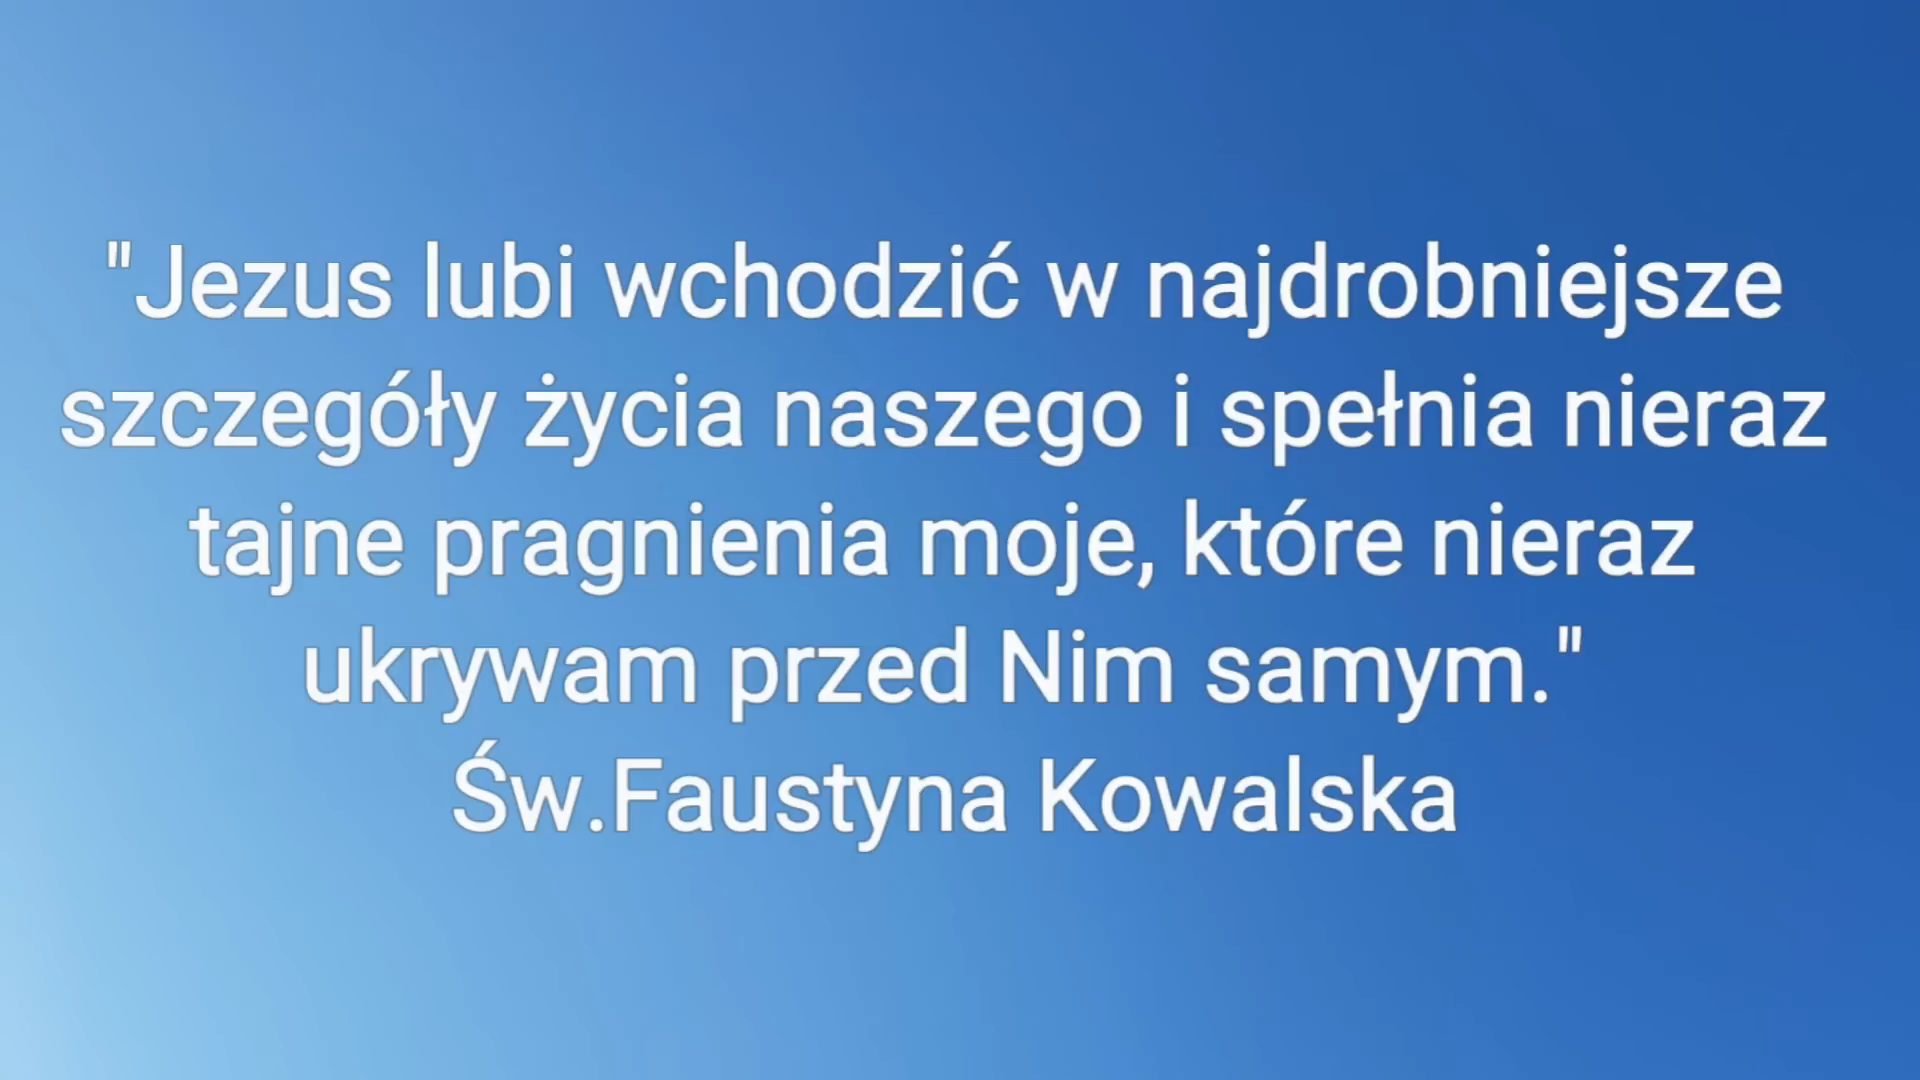 "Jezus lubi wchodzić w najdrobniejsze
szczegóły życia naszego i spełnia nieraz
tajne pragnienia moje, które nieraz
ukrywam przed Nim samym."
Św.Faustyna Kowalska